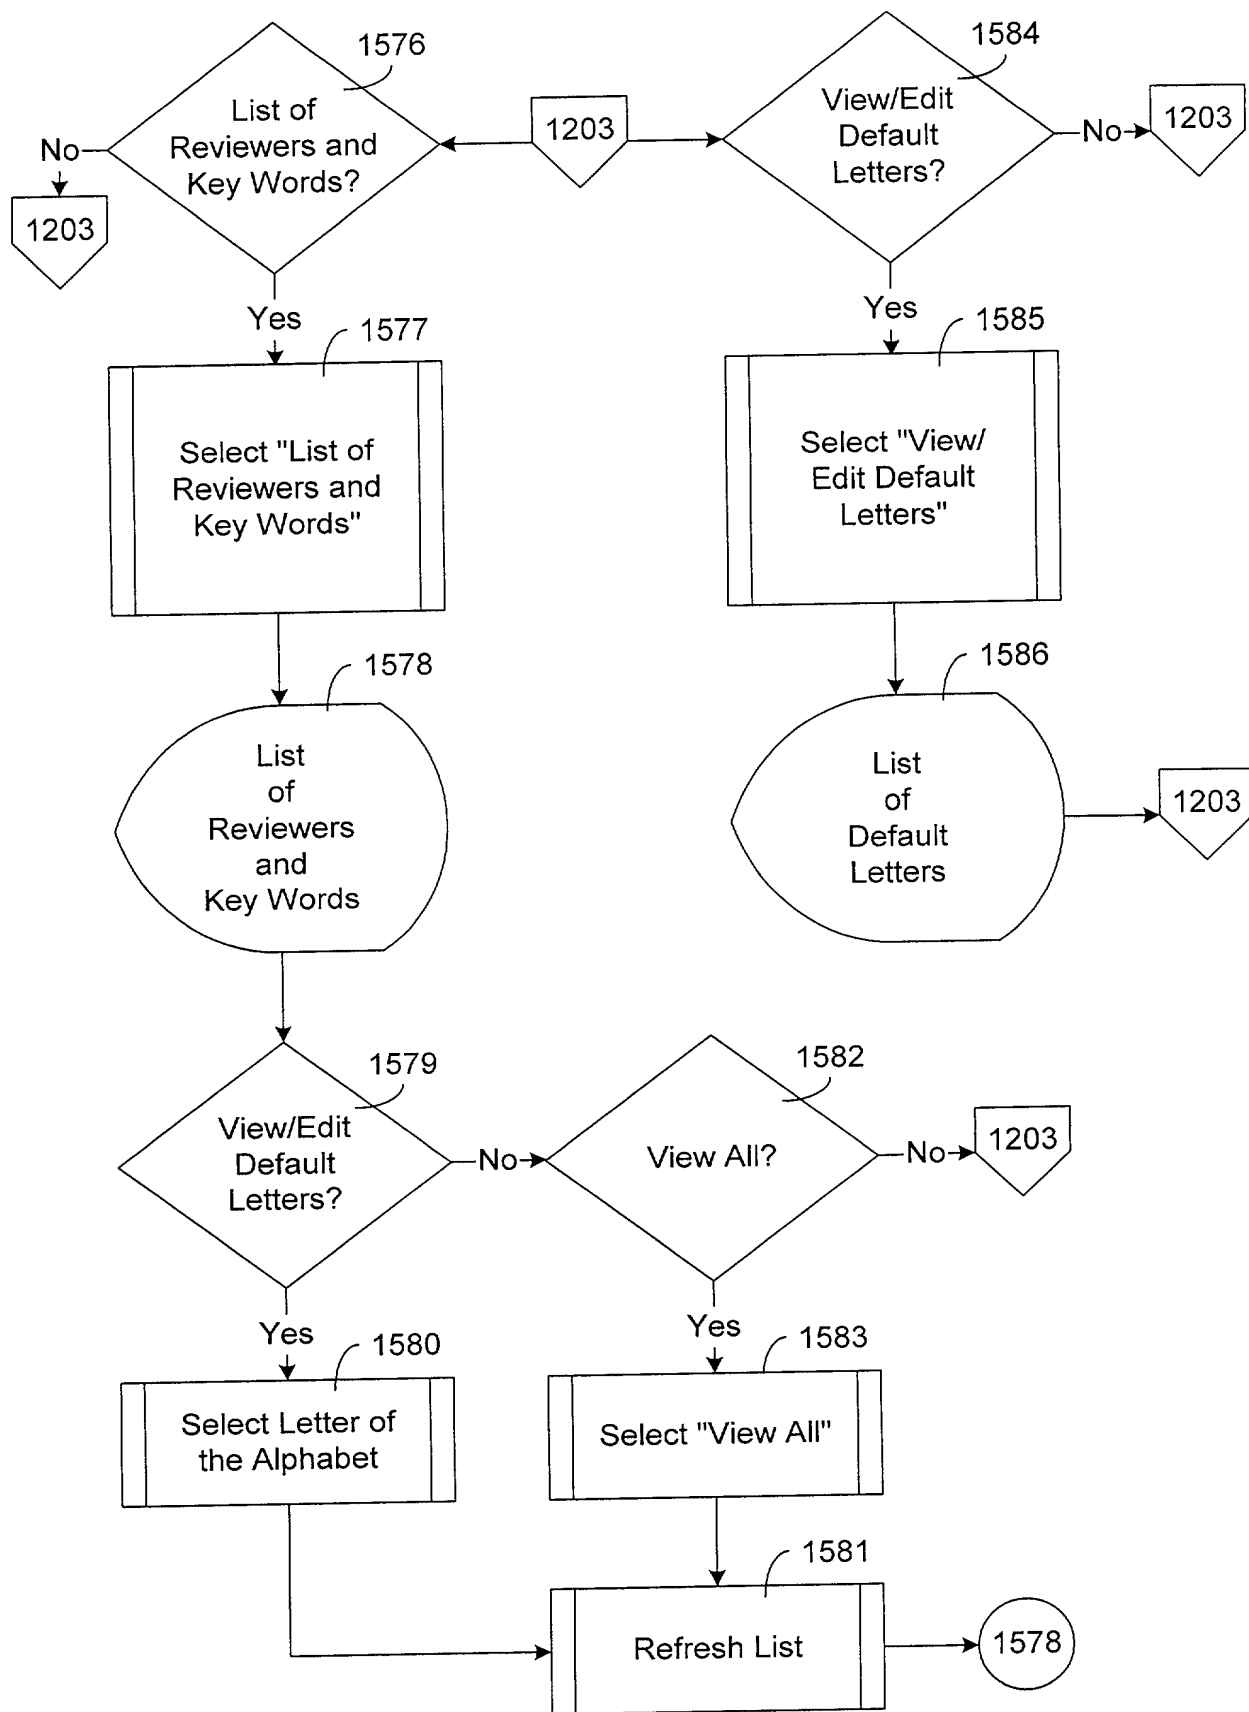 1576
List of
Reviewers and
Key Words?
No
1203
1203
1584
View/Edit
Default
Letters?
No
1203
Yes
1577
Select "List of
Reviewers and
Key Words"
Yes
1585
Select "View/
Edit Default
Letters"
1578
List
of
Reviewers
and
Key Words
1586
List
of
Default
Letters
1203
1579
View/Edit
Default
Letters?
No
1582
View All?
No
1203
Yes
1580
Select Letter of
the Alphabet
Yes
1583
Select "View All"
1581
Refresh List
1578